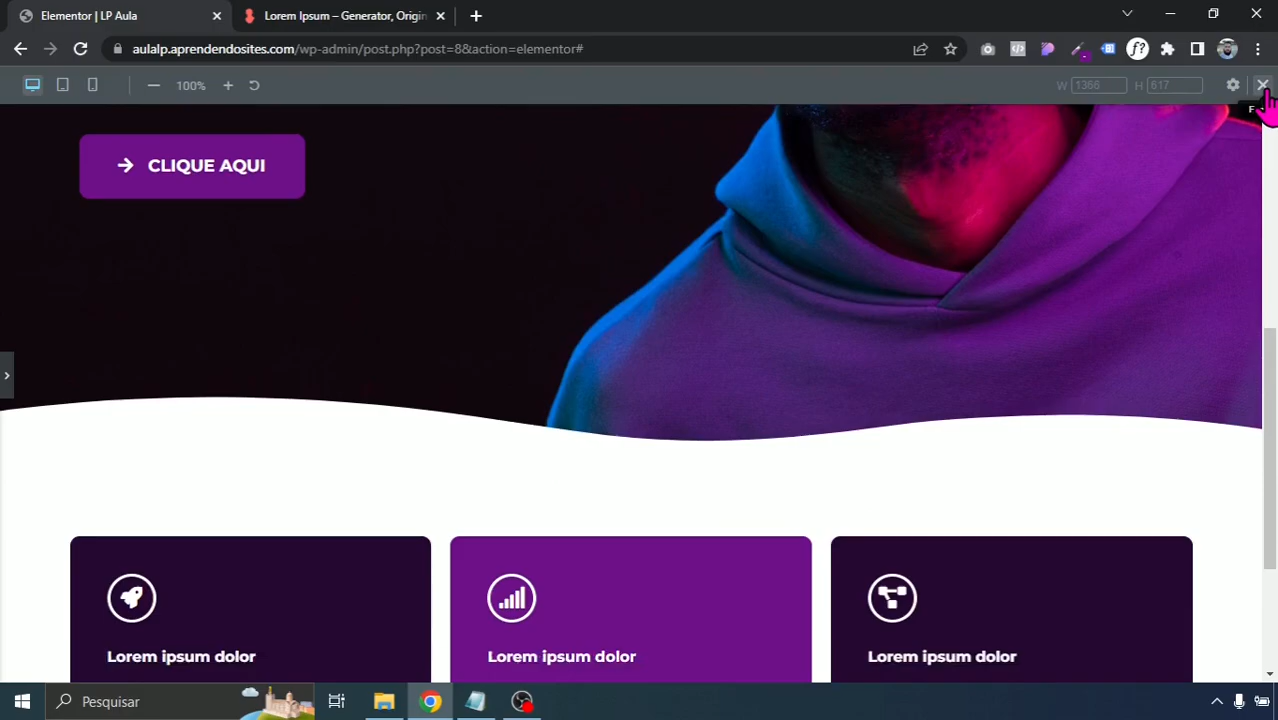 Elementor | LP Aula
Lorem Ipsum – Generator, Origin
aulalp.aprendendosites.com/wp-admin/post.php?post=8&action=elementor#
f?
100%
W 1366 H 617
CLIQUE AQUI
Lorem ipsum dolor
Lorem ipsum dolor
Lorem ipsum dolor
Pesquisar